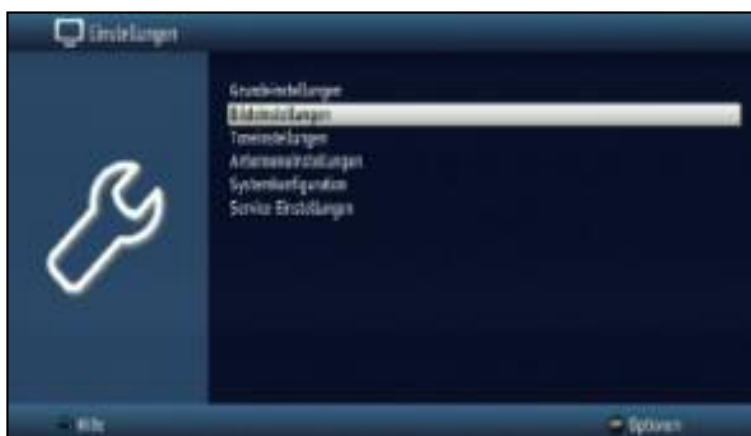 Einstellungen
Grundeinstellungen
Bildeinstellungen
Toneinstellungen
Antenneneinstellungen
Systemkonfiguration
Service Einstellungen
Hilfe
Optionen